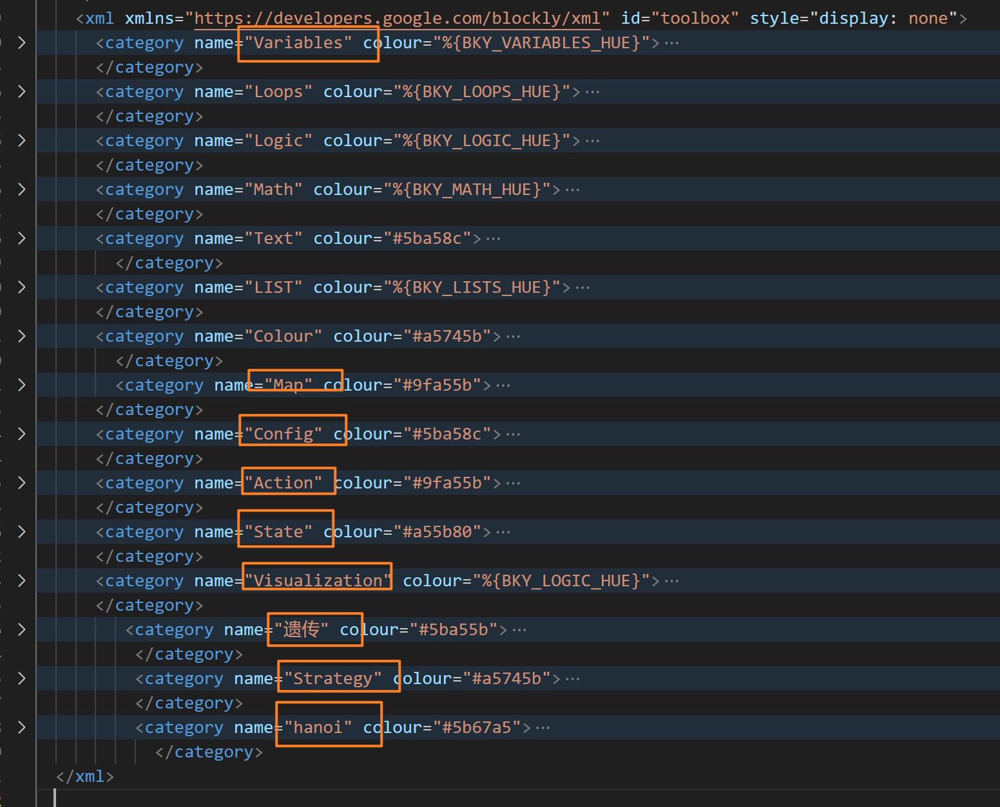 <xml xmlns="https://developers.google.com/blockly/xml" id="toolbox" style="display: none">
<category name="Variables" colour="%{BKY_VARIABLES_HUE}">···
</category>
<category name="Loops" colour="%{BKY_LOOPS_HUE}">···
</category>
<category name="Logic" colour="%{BKY_LOGIC_HUE}">···
</category>
<category name="Math" colour="%{BKY_MATH_HUE}">···
</category>
<category name="Text" colour="#5ba58c">···
</category>
<category name="LIST" colour="%{BKY_LISTS_HUE}">···
</category>
<category name="Colour" colour="#a5745b">···
</category>
<category name="Map" colour="#9fa55b">···
</category>
<category name="Config" colour="#5ba58c">···
</category>
<category name="Action" colour="#9fa55b">···
</category>
<category name="State" colour="#a55b80">···
</category>
<category name="Visualization" colour="%{BKY_LOGIC_HUE}">···
</category>
<category name="遗传" colour="#5ba55b">···
</category>
<category name="Strategy" colour="#a5745b">···
</category>
<category name="hanoi" colour="#5b67a5">···
</category>
</xml>